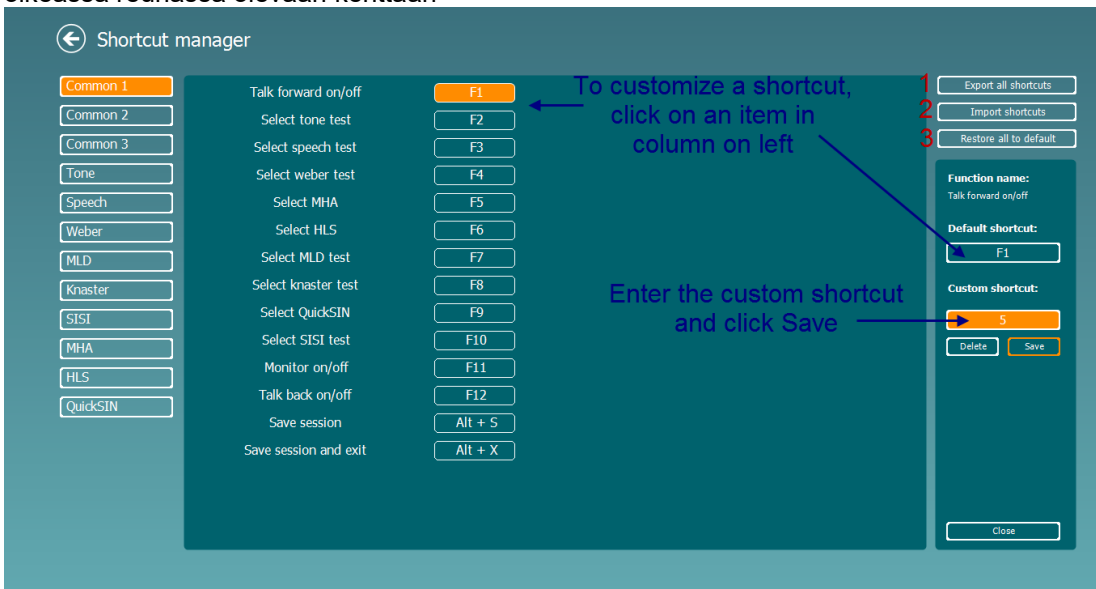 oikeassa reunassa olevaan kenttään
Shortcut manager
Common 1
Common 2
Common 3
Tone
Speech
Weber
MLD
Knaster
SISI
MHA
HLS
QuickSIN
Talk forward on/off F1
Select tone test F2
Select speech test F3
Select weber test F4
Select MHA F5
Select HLS F6
Select MLD test F7
Select knaster test F8
Select QuickSIN F9
Select SISI test F10
Monitor on/off F11
Talk back on/off F12
Save session Alt + S
Save session and exit Alt + X
To customize a shortcut,
click on an item in
column on left
Enter the custom shortcut
and click Save
1 Export all shortcuts
2 Import shortcuts
3 Restore all to default
Function name:
Talk forward on/off
Default shortcut:
F1
Custom shortcut:
5
Delete Save
Close